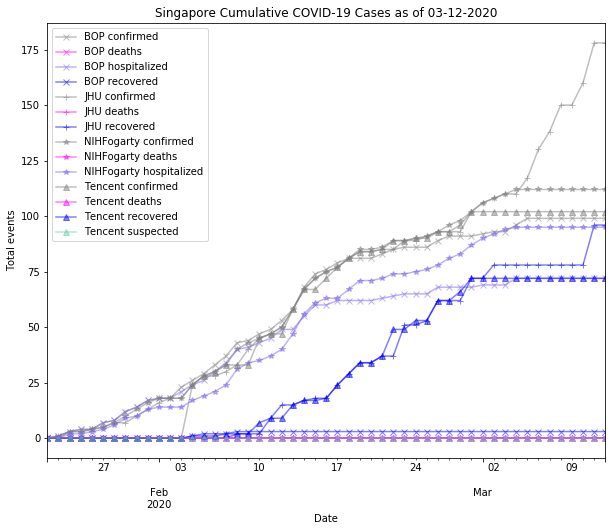 Singapore Cumulative COVID-19 Cases as of 03-12-2020
BOP confirmed
BOP deaths
BOP hospitalized
BOP recovered
JHU confirmed
JHU deaths
JHU recovered
NIHFogarty confirmed
NIHFogarty deaths
NIHFogarty hospitalized
Tencent confirmed
Tencent deaths
Tencent recovered
Tencent suspected
Total events
175
150
125
100
75
50
25
0
27 03 10 17 24 02 09
Feb Mar
2020
Date